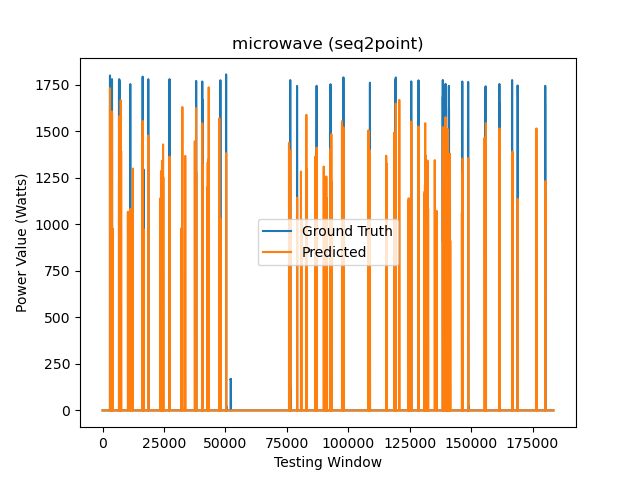 microwave (seq2point)
Power Value (Watts)
1750
1500
1250
1000
750
500
250
0
Ground Truth
Predicted
0 25000 50000 75000 100000 125000 150000 175000
Testing Window